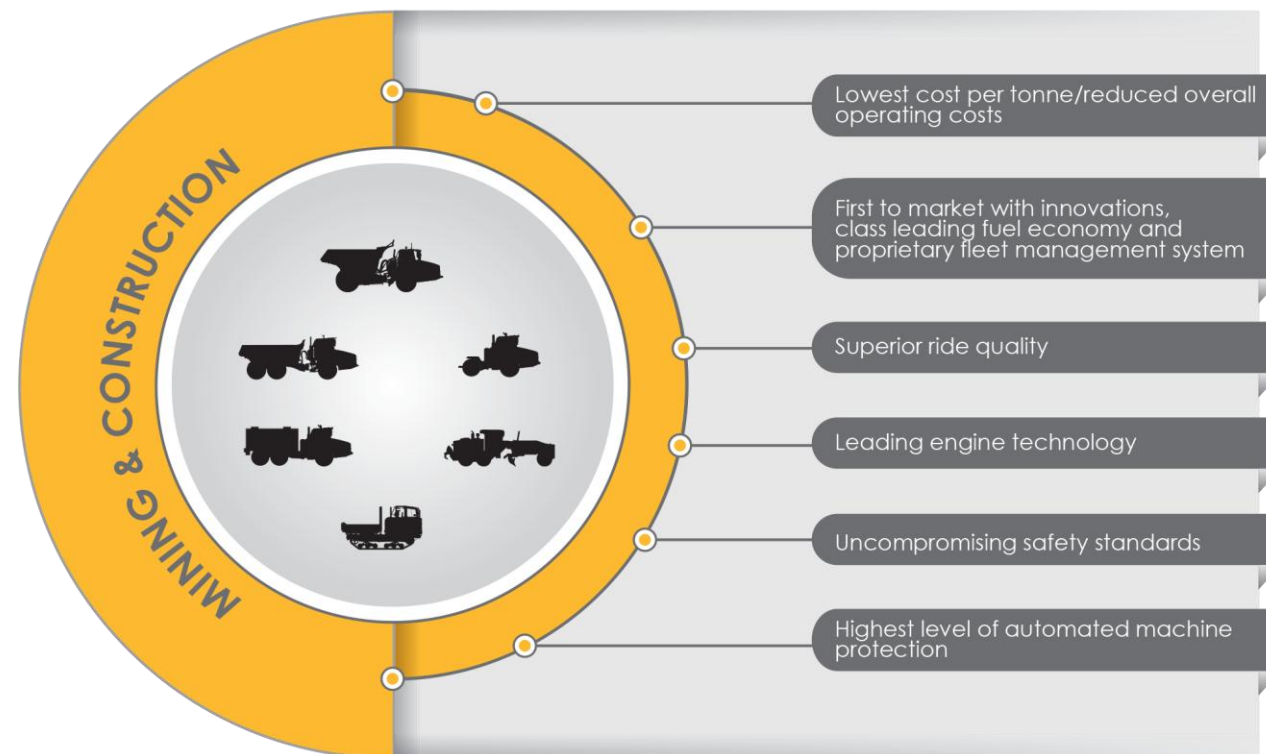 MINING & CONSTRUCTION
Lowest cost per tonne/reduced overall
operating costs
First to market with innovations,
class leading fuel economy and
proprietary fleet management system
Superior ride quality
Leading engine technology
Uncompromising safety standards
Highest level of automated machine
protection